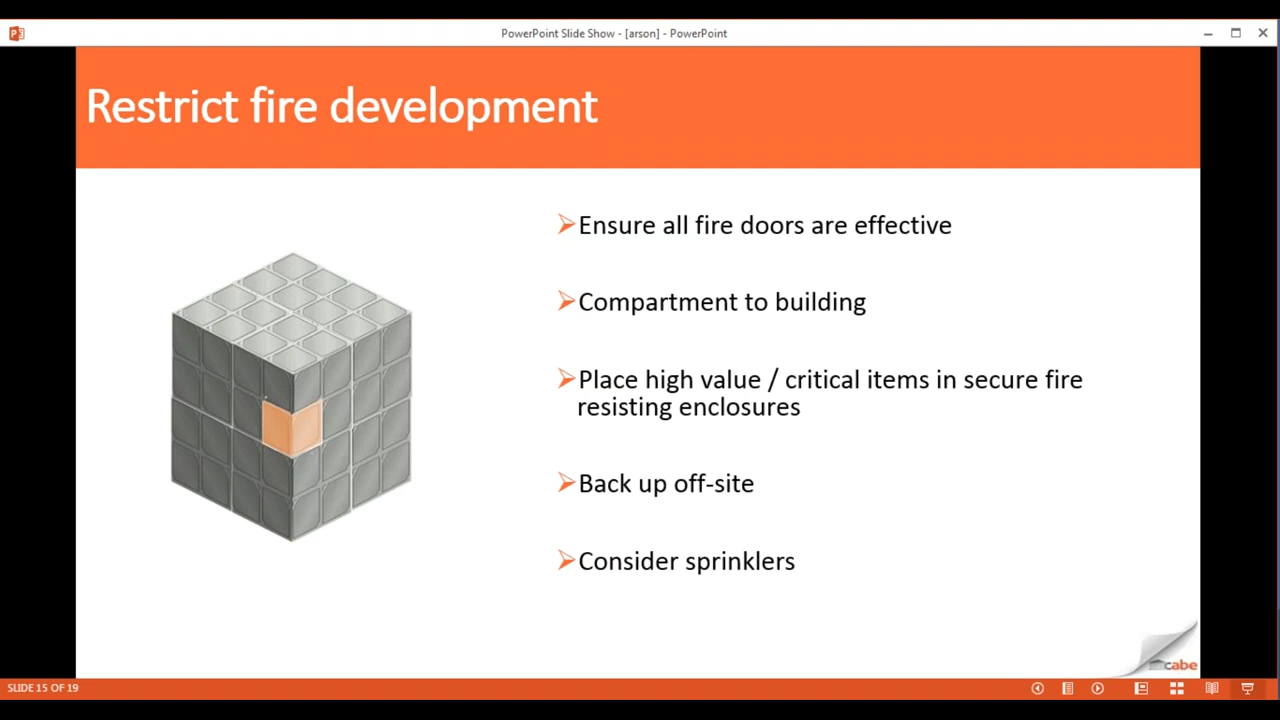 PowerPoint Slide Show - [arson] - PowerPoint
Restrict fire development
Ensure all fire doors are effective
Compartment to building
Place high value / critical items in secure fire
resisting enclosures
Back up off-site
Consider sprinklers
cabe
SLIDE 15 OF 19